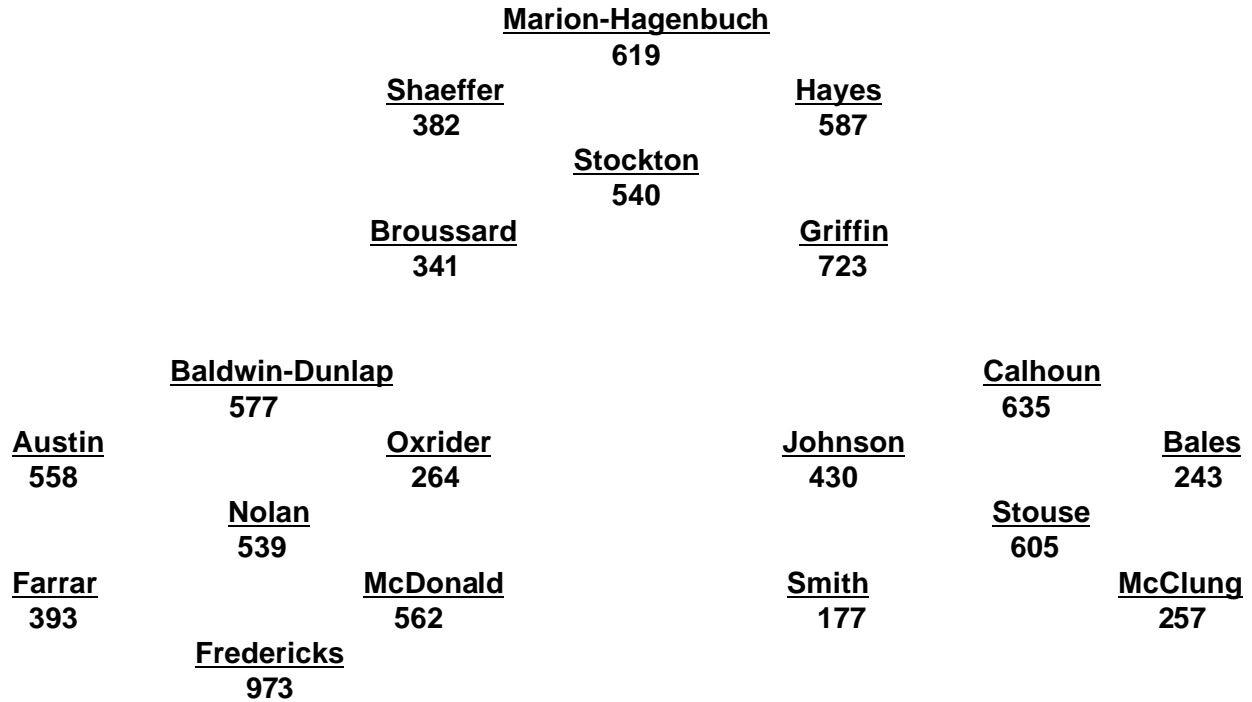 Marion-Hagenbuch
619
Shaeffer Hayes
382 587
Stockton
540
Broussard Griffin
341 723
Baldwin-Dunlap Calhoun
577 635
Austin Oxrider Johnson Bales
558 264 430 243
Nolan Stouse
539 605
Farrar McDonald Smith McClung
393 562 177 257
Fredericks
973